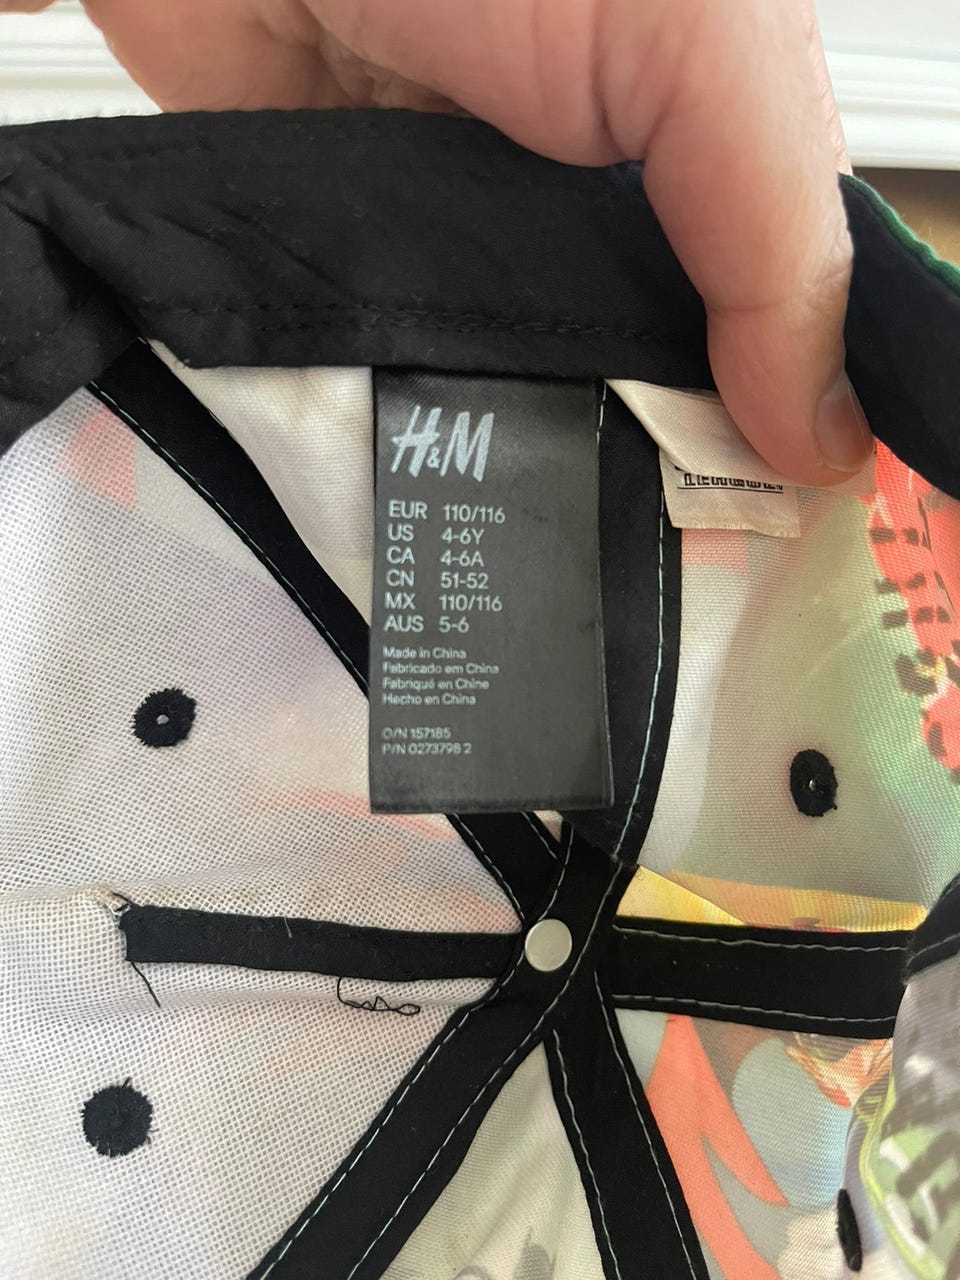 H&M
EUR 110/116
US 4-6Y
CA 4-6A
CN 51-52
MX 110/116
AUS 5-6
Made in China
Fabricado em China
Fabriqué en Chine
Hecho en China
O/N 157185
P/N 0273798 2